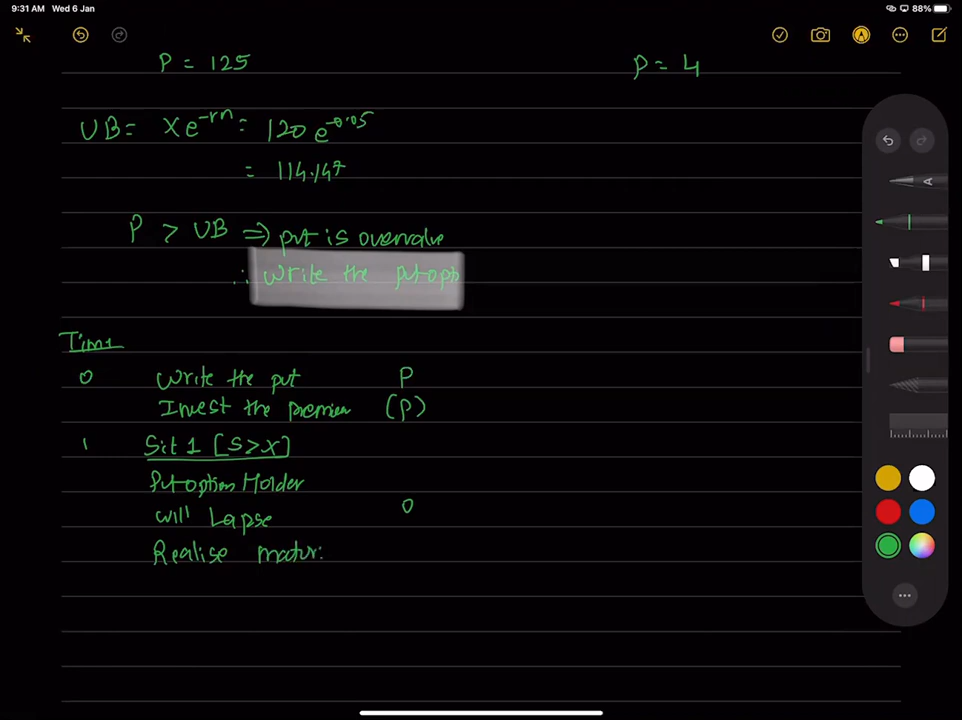 9:31 AM Wed 6 Jan
88%
P = 125
P = 4
UB = Xe^-rn = 120 e^-0.05
= 114.147
P > UB ⇒ put is overvalue
∴ Write the put opti
Time
0 Write the put P
Invest the premium (P)
1 Sit 1 [S>X]
Put option Holder
will Lapse 0
Realise matur
A